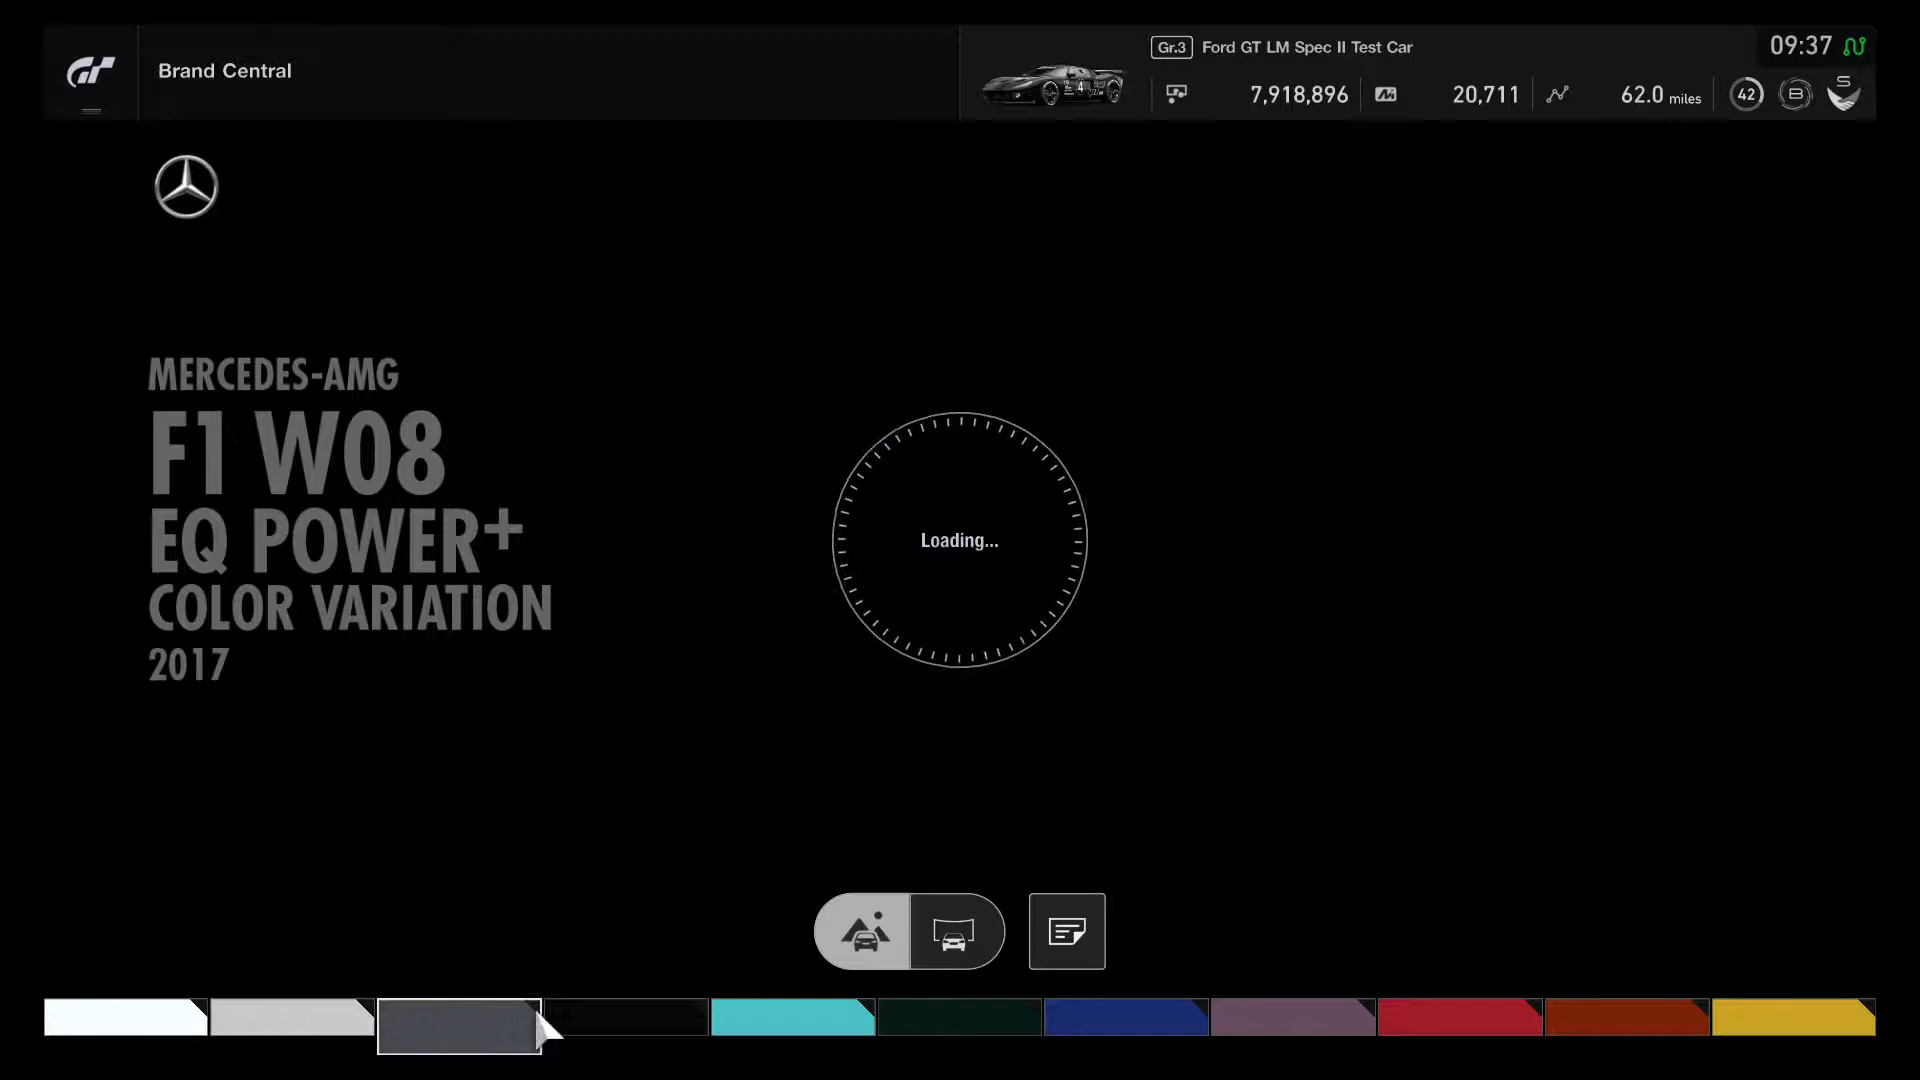 Brand Central
Gr.3 Ford GT LM Spec II Test Car
09:37
7,918,896
20,711
62.0 miles
42
B
S
MERCEDES-AMG
F1 W08
EQ POWER+
COLOR VARIATION
2017
Loading...